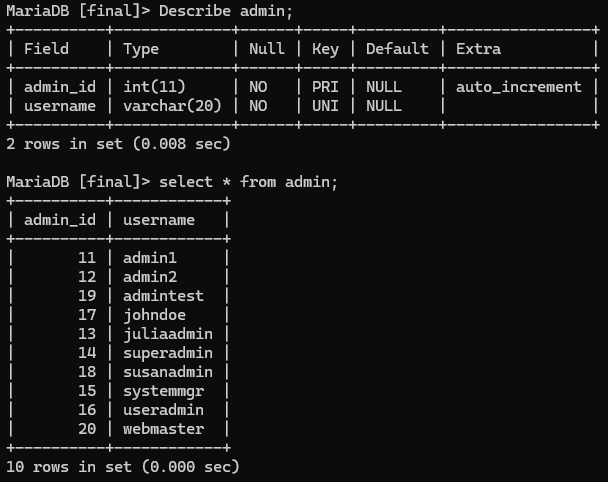 MariaDB [final]> Describe admin;
+----------+-------------+------+-----+---------+----------------+
| Field    | Type        | Null | Key | Default | Extra          |
+----------+-------------+------+-----+---------+----------------+
| admin_id | int(11)     | NO   | PRI | NULL    | auto_increment |
| username | varchar(20) | NO   | UNI | NULL    |                |
+----------+-------------+------+-----+---------+----------------+
2 rows in set (0.008 sec)

MariaDB [final]> select * from admin;
+----------+------------+
| admin_id | username   |
+----------+------------+
|       11 | admin1     |
|       12 | admin2     |
|       19 | admintest  |
|       17 | johndoe    |
|       13 | juliaadmin |
|       14 | superadmin |
|       18 | susanadmin |
|       15 | systemmgr  |
|       16 | useradmin  |
|       20 | webmaster  |
+----------+------------+
10 rows in set (0.000 sec)